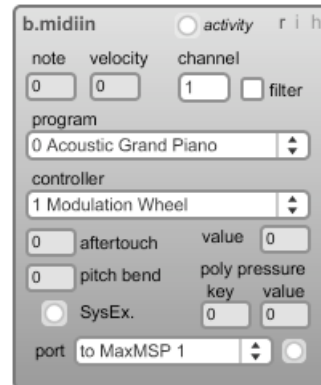 b.midiin activity r i h
note velocity channel
0 0 1 filter
program
0 Acoustic Grand Piano
controller
1 Modulation Wheel
0 aftertouch value 0
0 pitch bend poly pressure
key value
SysEx. 0 0
port to MaxMSP 1